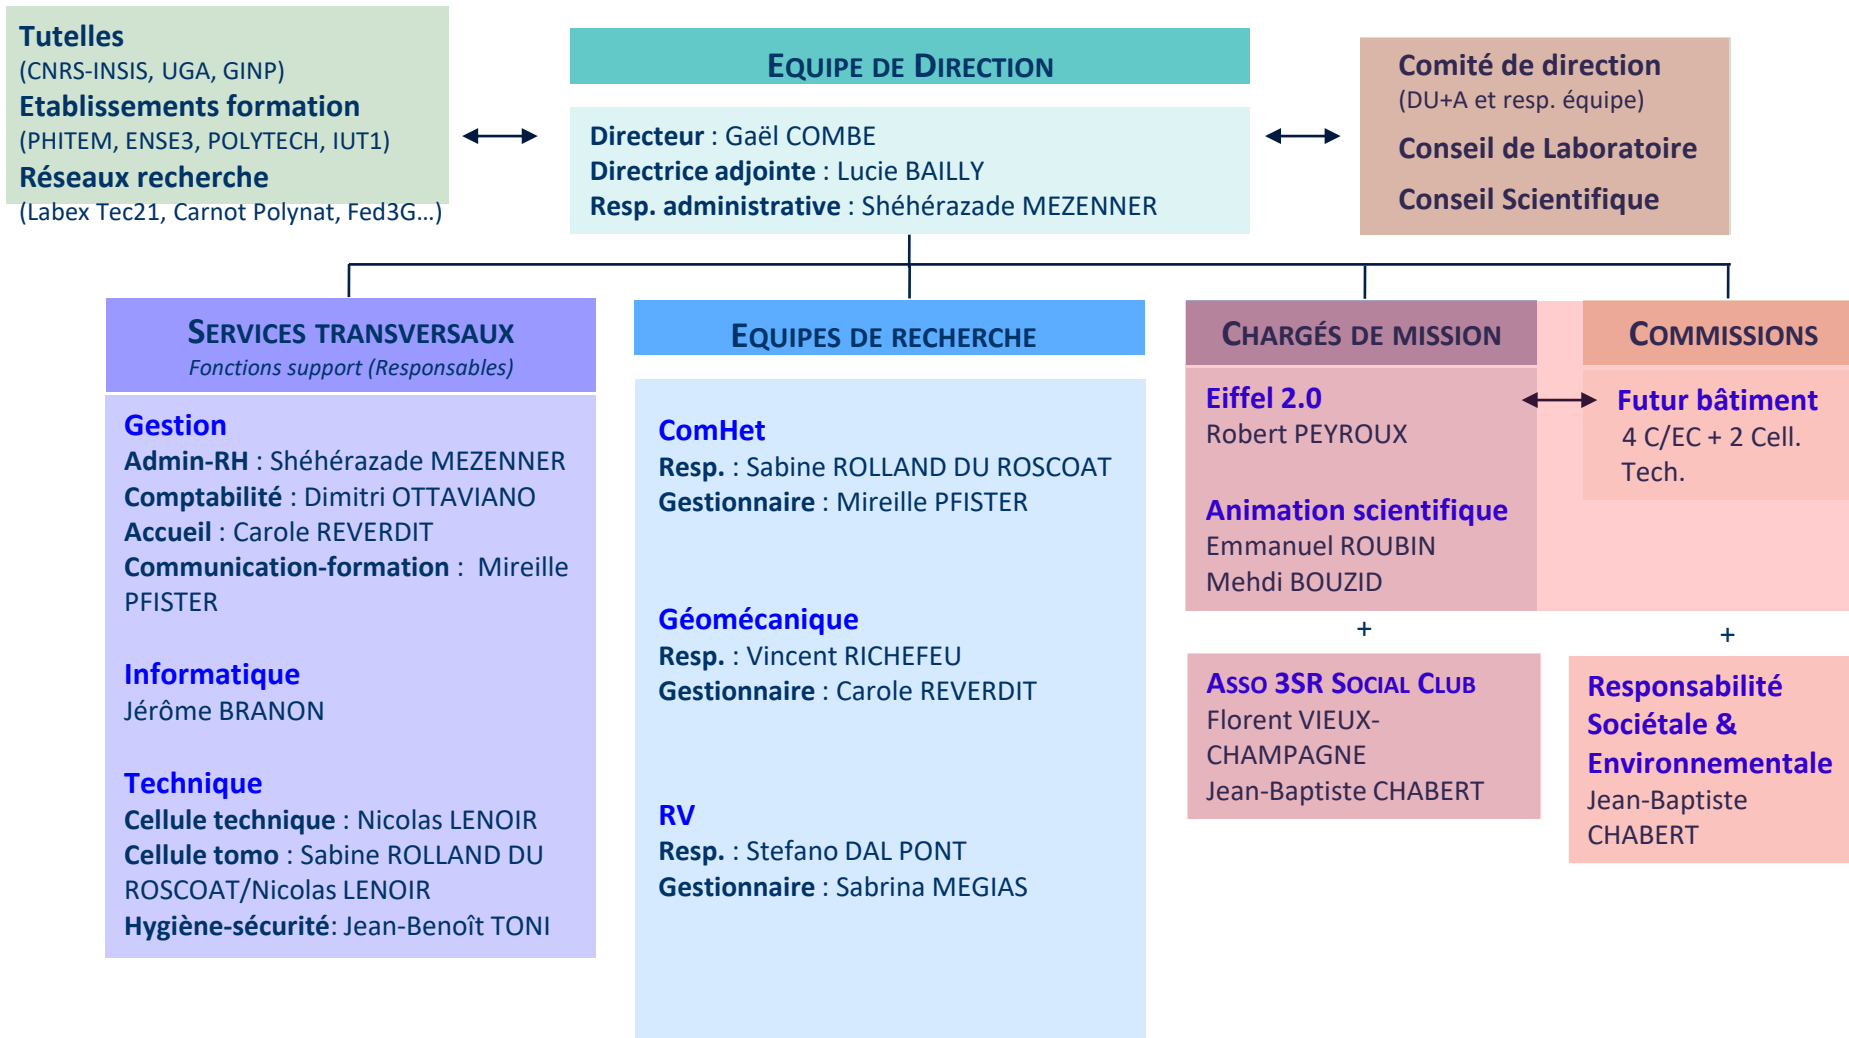 Tutelles
(CNRS-INSIS, UGA, GINP)
Etablissements formation
(PHITEM, ENSE3, POLYTECH, IUT1)
Réseaux recherche
(Labex Tec21, Carnot Polynat, Fed3G…)
EQUIPE DE DIRECTION
Directeur : Gaël COMBE
Directrice adjointe : Lucie BAILLY
Resp. administrative : Shéhérazade MEZENNER
Comité de direction
(DU+A et resp. équipe)
Conseil de Laboratoire
Conseil Scientifique
SERVICES TRANSVERSAUX
Fonctions support (Responsables)
Gestion
Admin-RH : Shéhérazade MEZENNER
Comptabilité : Dimitri OTTAVIANO
Accueil : Carole REVERDIT
Communication-formation : Mireille
PFISTER
Informatique
Jérôme BRANON
Technique
Cellule technique : Nicolas LENOIR
Cellule tomo : Sabine ROLLAND DU
ROSCOAT/Nicolas LENOIR
Hygiène-sécurité: Jean-Benoît TONI
EQUIPES DE RECHERCHE
ComHet
Resp. : Sabine ROLLAND DU ROSCOAT
Gestionnaire : Mireille PFISTER
Géomécanique
Resp. : Vincent RICHEFEU
Gestionnaire : Carole REVERDIT
RV
Resp. : Stefano DAL PONT
Gestionnaire : Sabrina MEGIAS
CHARGÉS DE MISSION
Eiffel 2.0
Robert PEYROUX
Animation scientifique
Emmanuel ROUBIN
Mehdi BOUZID
+
ASSO 3SR SOCIAL CLUB
Florent VIEUX-
CHAMPAGNE
Jean-Baptiste CHABERT
COMMISSIONS
Futur bâtiment
4 C/EC + 2 Cell.
Tech.
+
Responsabilité
Sociétale &
Environnementale
Jean-Baptiste
CHABERT